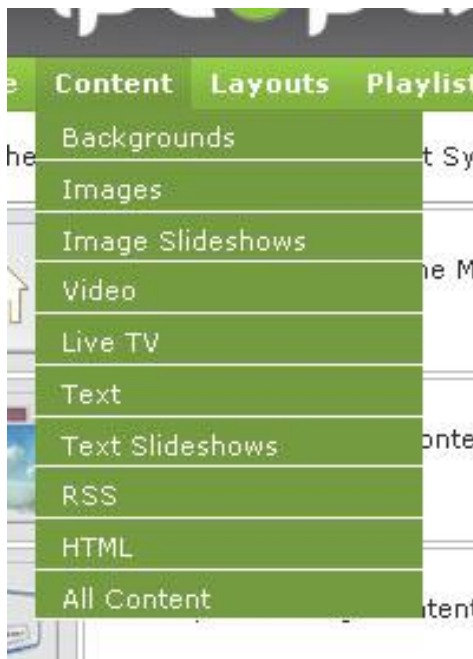 Content Layouts Playlist
Backgrounds
Images
Image Slideshows
Video
Live TV
Text
Text Slideshows
RSS
HTML
All Content